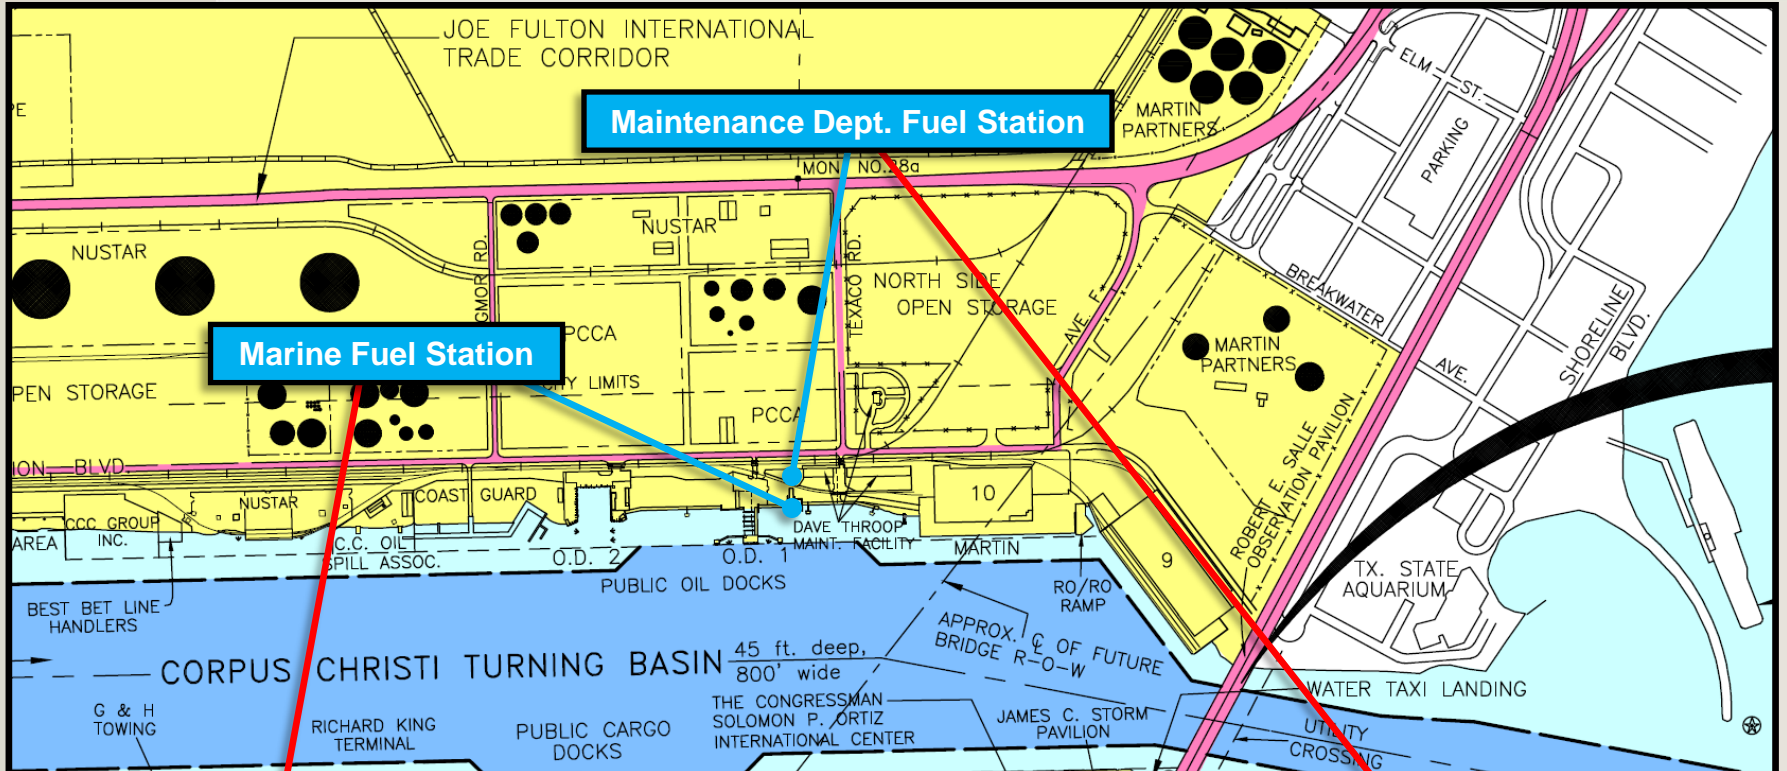 JOE FULTON INTERNATIONAL
TRADE CORRIDOR
PE
Maintenance Dept. Fuel Station
MARTIN
PARTNERS
ELM ST.
PARKING
MON NO.28a
NUSTAR
NUSTAR
RD.
TEXACO RD.
NORTH SIDE
OPEN STORAGE
AVE. F
BREAKWATER
AVE.
SHORELINE
BLVD.
MARTIN
PARTNERS
Marine Fuel Station
PCCA
CITY LIMITS
PCCA
PEN STORAGE
ION BLVD.
ROBERT E. SALLE
OBSERVATION PAVILION
NUSTAR
COAST GUARD
CCC GROUP
INC.
AREA
C.C. OIL
SPILL ASSOC.
O.D. 2
O.D. 1
DAVE THROOP
MAINT. FACILITY
10
MARTIN
9
PUBLIC OIL DOCKS
RO/RO
RAMP
TX. STATE
AQUARIUM
BEST BET LINE
HANDLERS
APPROX. ℄ OF FUTURE
BRIDGE R-O-W
CORPUS CHRISTI TURNING BASIN
45 ft. deep,
800' wide
WATER TAXI LANDING
G & H
TOWING
RICHARD KING
TERMINAL
PUBLIC CARGO
DOCKS
THE CONGRESSMAN
SOLOMON P. ORTIZ
INTERNATIONAL CENTER
JAMES C. STORM
PAVILION
UTILITY
CROSSING